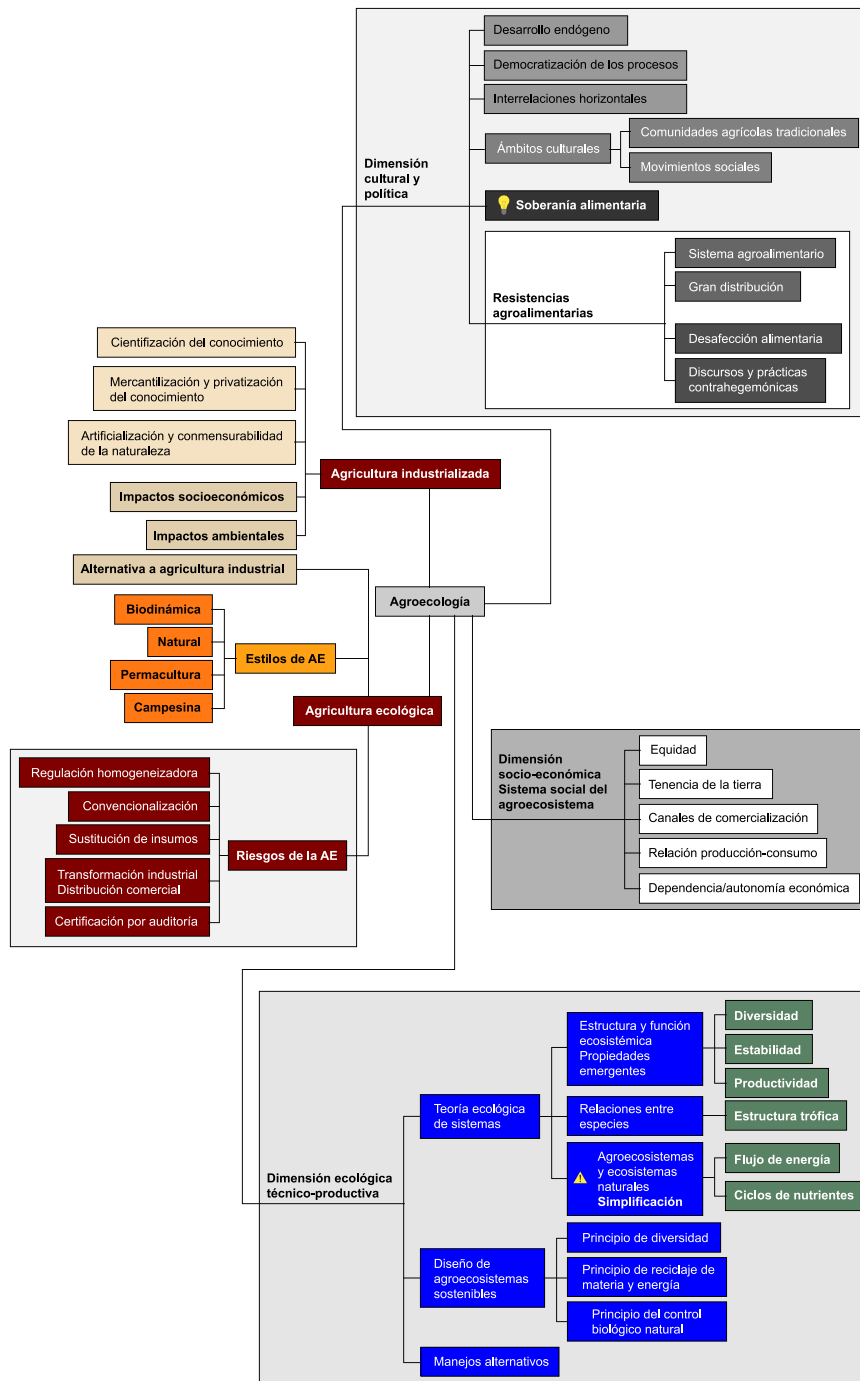 Desarrollo endógeno
Democratización de los procesos
Interrelaciones horizontales
Ámbitos culturales
Comunidades agrícolas tradicionales
Movimientos sociales
Dimensión
cultural y
política
Soberanía alimentaria
Resistencias
agroalimentarias
Sistema agroalimentario
Gran distribución
Desafección alimentaria
Discursos y prácticas
contrahegemónicas
Cientifización del conocimiento
Mercantilización y privatización
del conocimiento
Artificialización y conmensurabilidad
de la naturaleza
Impactos socioeconómicos
Impactos ambientales
Agricultura industrializada
Alternativa a agricultura industrial
Agroecología
Biodinámica
Natural
Permacultura
Campesina
Estilos de AE
Agricultura ecológica
Regulación homogeneizadora
Convencionalización
Sustitución de insumos
Transformación industrial
Distribución comercial
Certificación por auditoría
Riesgos de la AE
Dimensión
socio-económica
Sistema social del
agroecosistema
Equidad
Tenencia de la tierra
Canales de comercialización
Relación producción-consumo
Dependencia/autonomía económica
Dimensión ecológica
técnico-productiva
Teoría ecológica
de sistemas
Estructura y función
ecosistémica
Propiedades
emergentes
Diversidad
Estabilidad
Productividad
Relaciones entre
especies
Estructura trófica
Agroecosistemas
y ecosistemas
naturales
Simplificación
Flujo de energía
Ciclos de nutrientes
Diseño de
agroecosistemas
sostenibles
Principio de diversidad
Principio de reciclaje de
materia y energía
Principio del control
biológico natural
Manejos alternativos